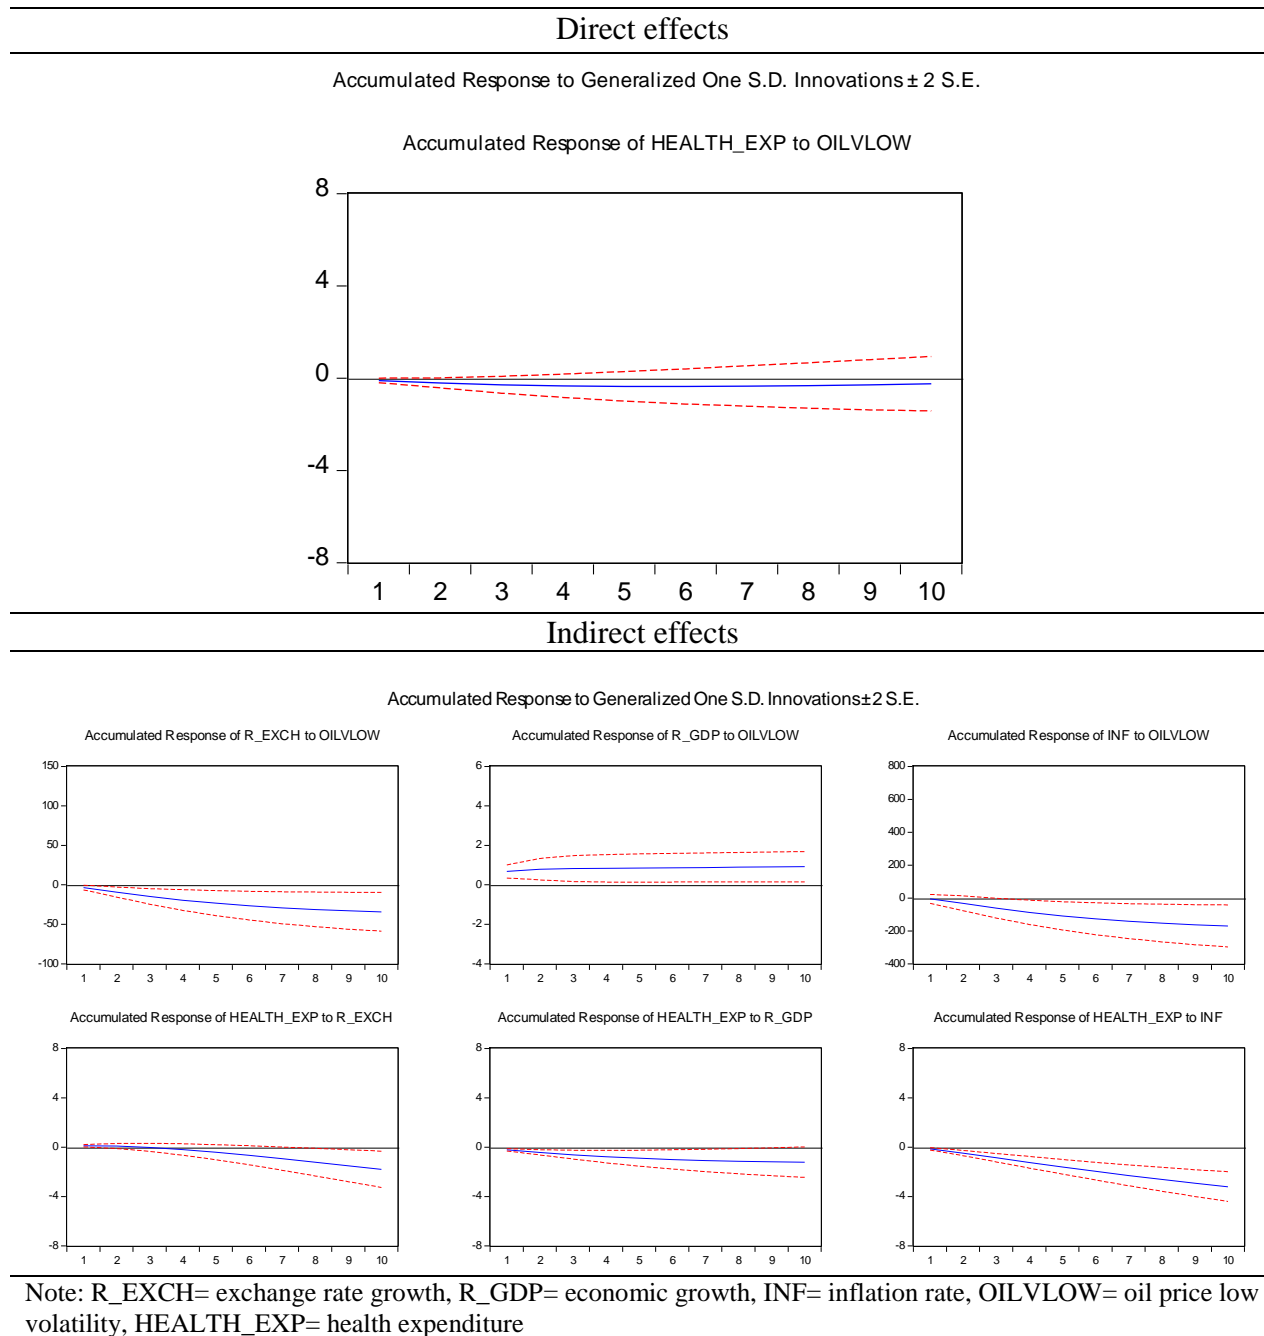 Direct effects
Accumulated Response to Generalized One S.D. Innovations ± 2 S.E.
Accumulated Response of HEALTH_EXP to OILVLOW
8
4
0
-4
-8
1 2 3 4 5 6 7 8 9 10
Indirect effects
Accumulated Response to Generalized One S.D. Innovations ± 2 S.E.
Accumulated Response of R_EXCH to OILVLOW
150
100
50
0
-50
-100
1 2 3 4 5 6 7 8 9 10
Accumulated Response of R_GDP to OILVLOW
6
4
2
0
-2
-4
1 2 3 4 5 6 7 8 9 10
Accumulated Response of INF to OILVLOW
800
600
400
200
0
-200
-400
1 2 3 4 5 6 7 8 9 10
Accumulated Response of HEALTH_EXP to R_EXCH
8
4
0
-4
-8
1 2 3 4 5 6 7 8 9 10
Accumulated Response of HEALTH_EXP to R_GDP
8
4
0
-4
-8
1 2 3 4 5 6 7 8 9 10
Accumulated Response of HEALTH_EXP to INF
8
4
0
-4
-8
1 2 3 4 5 6 7 8 9 10
Note: R_EXCH= exchange rate growth, R_GDP= economic growth, INF= inflation rate, OILVLOW= oil price low
volatility, HEALTH_EXP= health expenditure